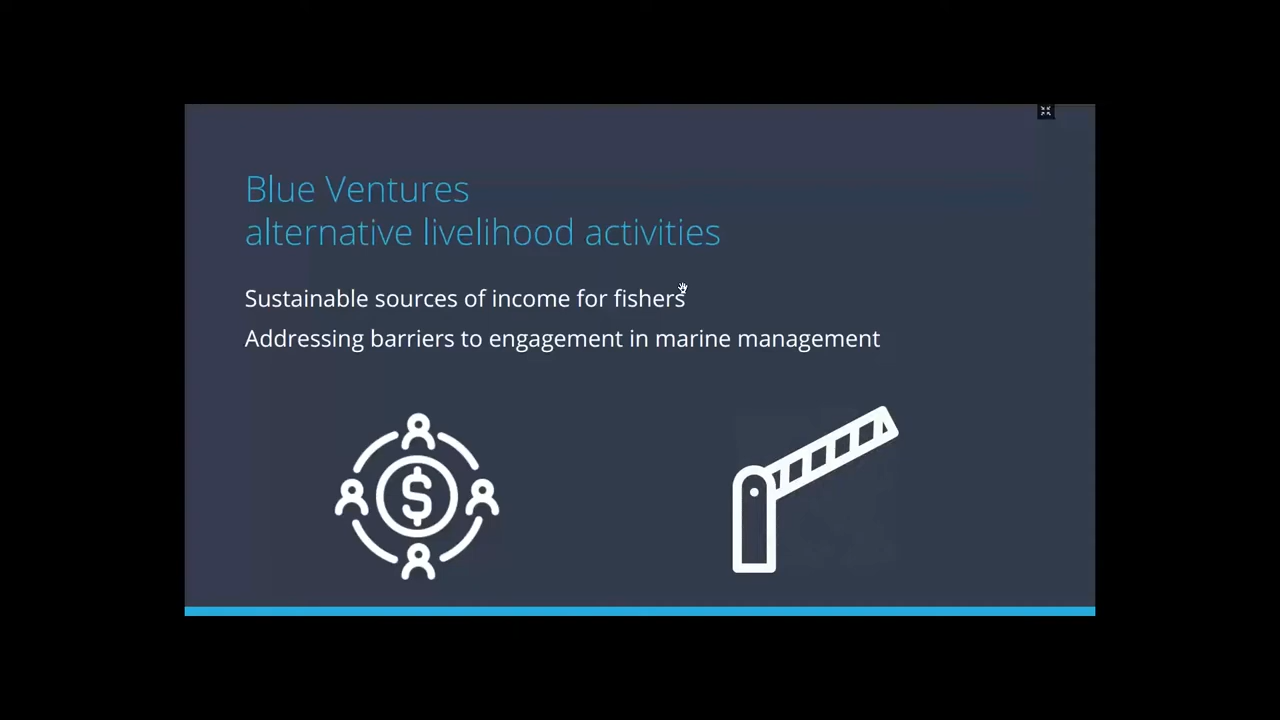 Blue Ventures
alternative livelihood activities
Sustainable sources of income for fishers
Addressing barriers to engagement in marine management
$